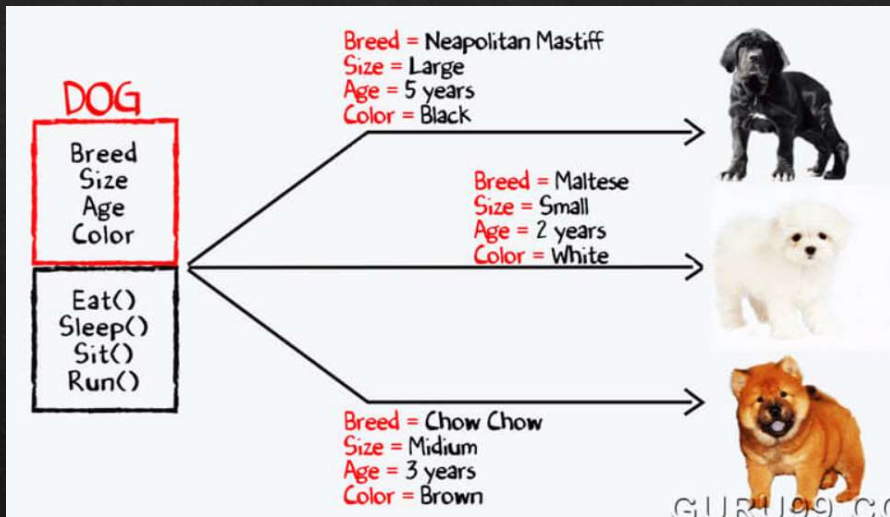 DOG
Breed
Size
Age
Color
Eat()
Sleep()
Sit()
Run()
Breed = Neapolitan Mastiff
Size = Large
Age = 5 years
Color = Black
Breed = Maltese
Size = Small
Age = 2 years
Color = White
Breed = Chow Chow
Size = Midium
Age = 3 years
Color = Brown
GURU99.CO